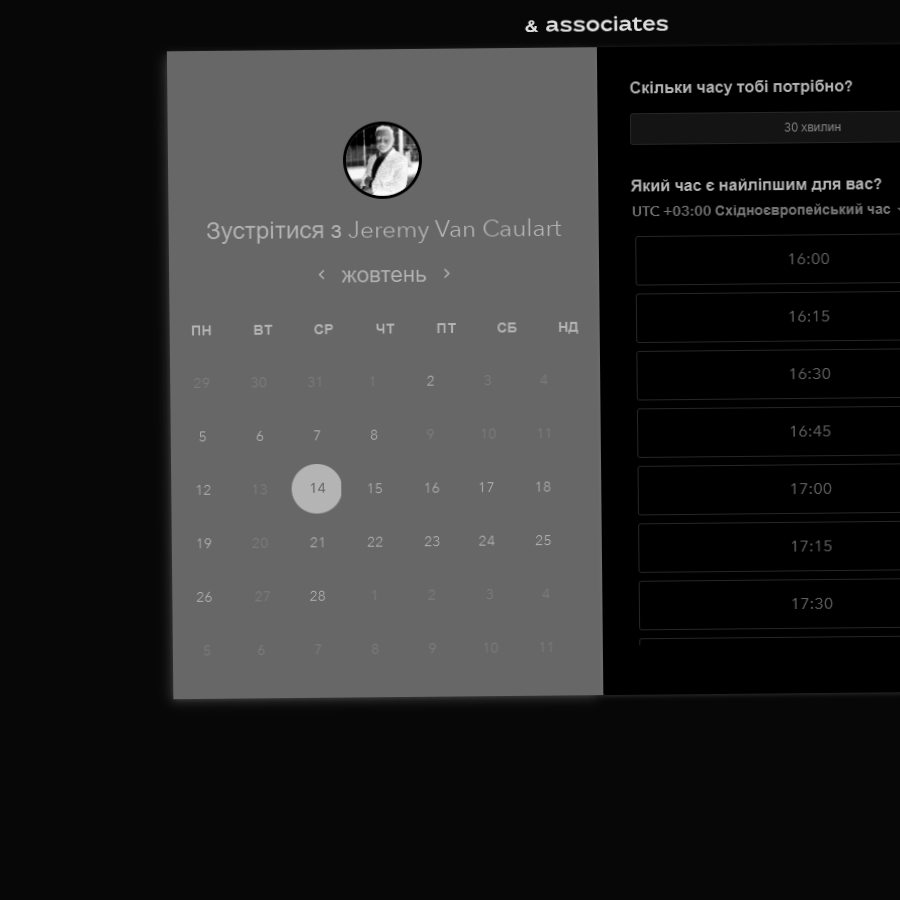 & associates
Зустрітися з Jeremy Van Caulart
‹ жовтень ›
ПН ВТ СР ЧТ ПТ СБ НД
29 30 31 1 2 3 4
5 6 7 8 9 10 11
12 13 14 15 16 17 18
19 20 21 22 23 24 25
26 27 28 1 2 3 4
5 6 7 8 9 10 11
Скільки часу тобі потрібно?
30 хвилин
Який час є найліпшим для вас?
UTC +03:00 Східноєвропейський час
16:00
16:15
16:30
16:45
17:00
17:15
17:30